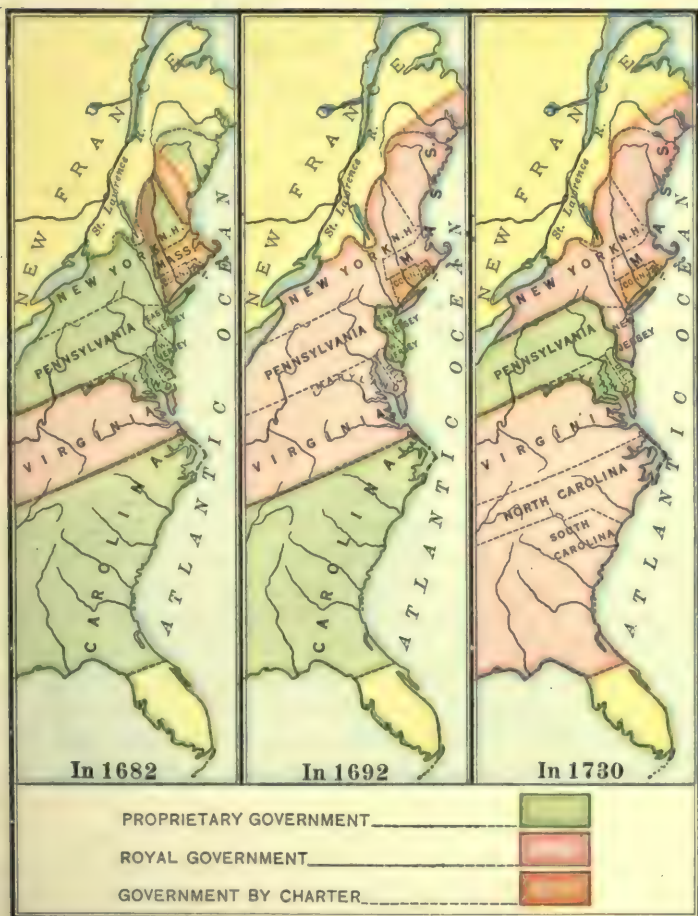 NEW FRANCE
St. Lawrence R.
NEW YORK
N.H.
MASS.
EAST JERSEY
PENNSYLVANIA
VIRGINIA
CAROLINA
ATLANTIC OCEAN
In 1682
NEW FRANCE
St. Lawrence R.
NEW YORK
N.H.
MASS.
CONN.
EAST JERSEY
PENNSYLVANIA
VIRGINIA
CAROLINA
ATLANTIC OCEAN
In 1692
NEW FRANCE
St. Lawrence R.
NEW YORK
N.H.
MASS.
CONN.
NEW JERSEY
PENNSYLVANIA
VIRGINIA
NORTH CAROLINA
SOUTH CAROLINA
ATLANTIC OCEAN
In 1730
PROPRIETARY GOVERNMENT
ROYAL GOVERNMENT
GOVERNMENT BY CHARTER